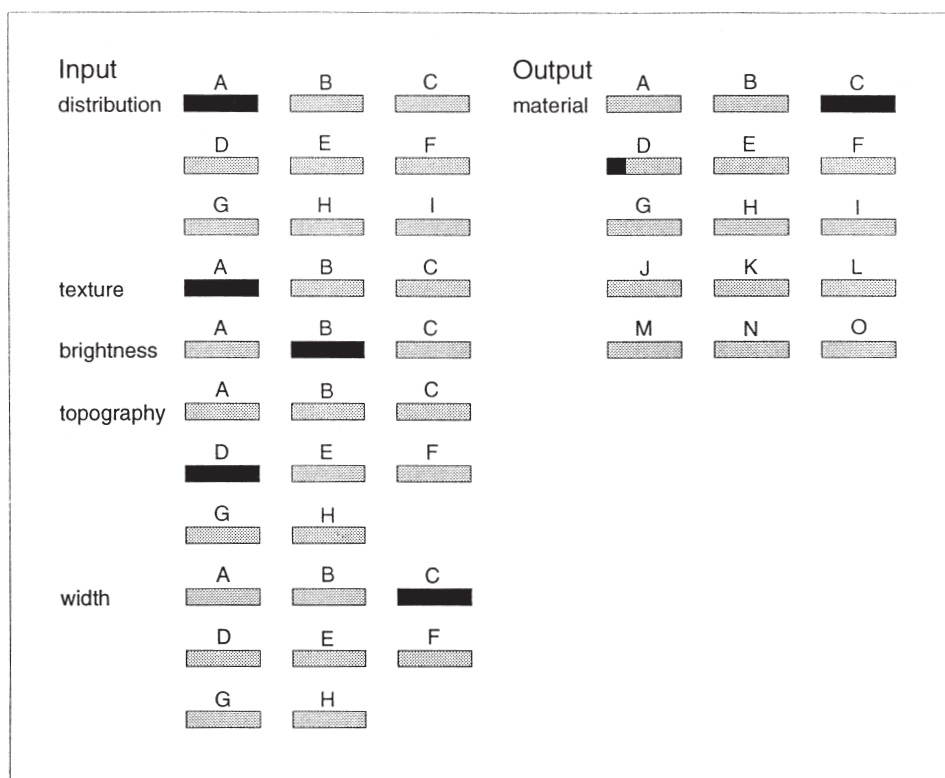 Input
A B C
distribution
D E F
G H I
A B C
texture
A B C
brightness
A B C
topography
D E F
G H
A B C
width
D E F
G H
Output
A B C
material
D E F
G H I
J K L
M N O